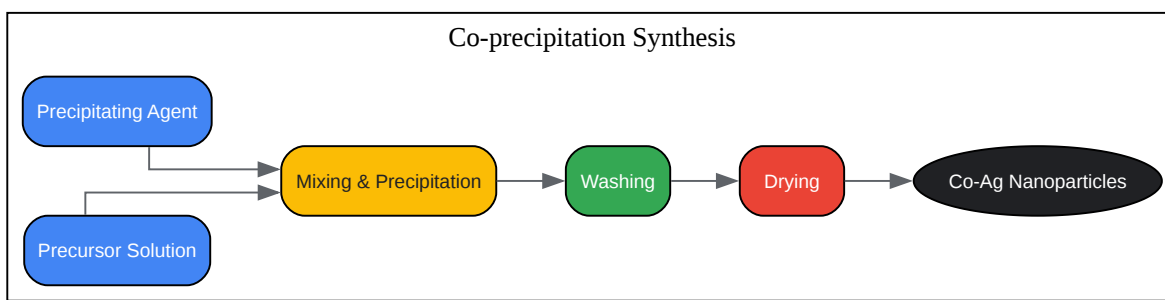 Co-precipitation Synthesis
Precipitating Agent
Precursor Solution
Mixing & Precipitation
Washing
Drying
Co-Ag Nanoparticles